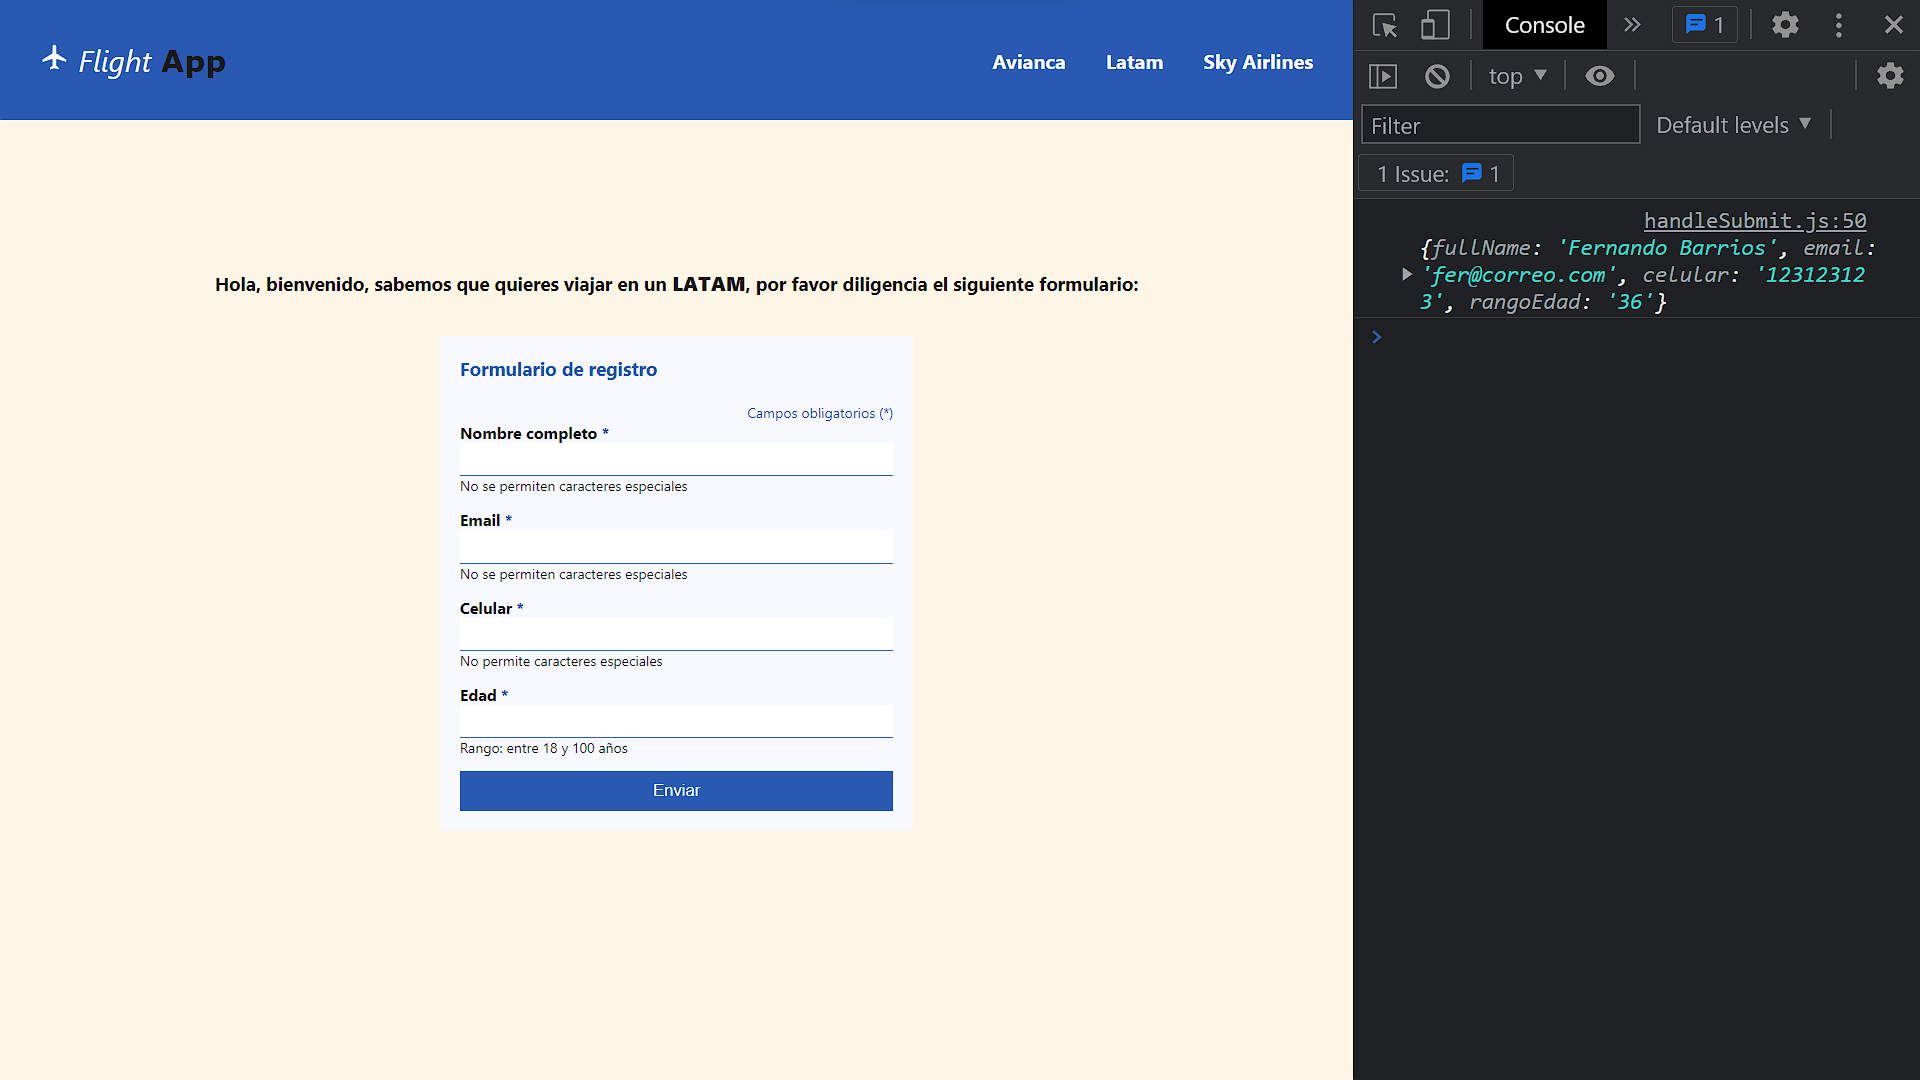 Flight App
Avianca
Latam
Sky Airlines
Hola, bienvenido, sabemos que quieres viajar en un LATAM, por favor diligencia el siguiente formulario:
Formulario de registro
Campos obligatorios (*)
Nombre completo *
No se permiten caracteres especiales
Email *
No se permiten caracteres especiales
Celular *
No permite caracteres especiales
Edad *
Rango: entre 18 y 100 años
Enviar
Console
1
top
Filter
Default levels
1 Issue: 1
handleSubmit.js:50
{fullName: 'Fernando Barrios', email:
'fer@correo.com', celular: '12312312
3', rangoEdad: '36'}